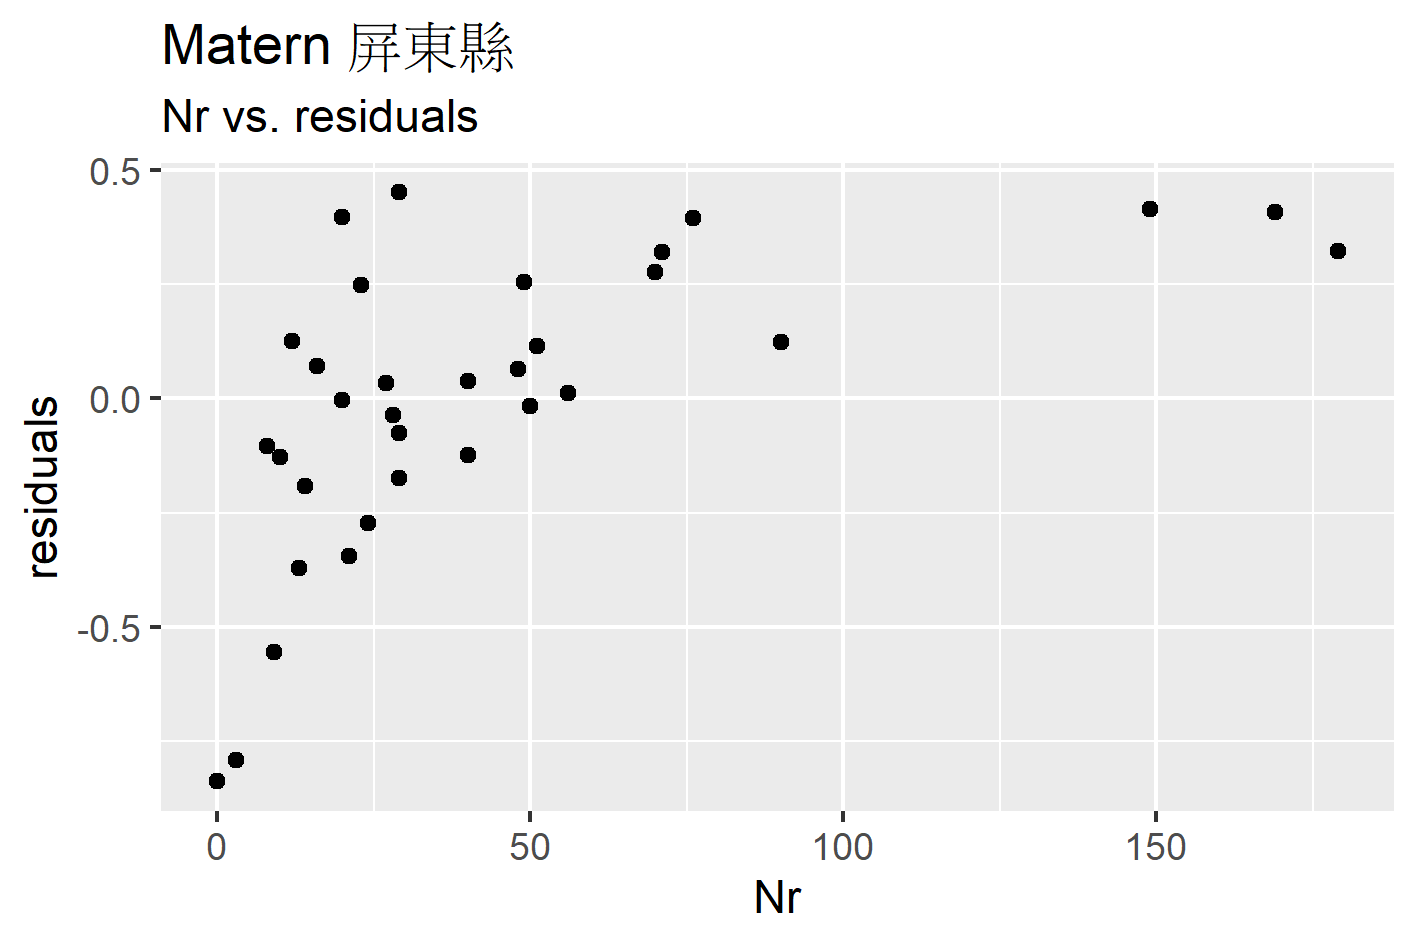 Matern 屏東縣
Nr vs. residuals
0.5
0.0
-0.5
residuals
0 50 100 150
Nr